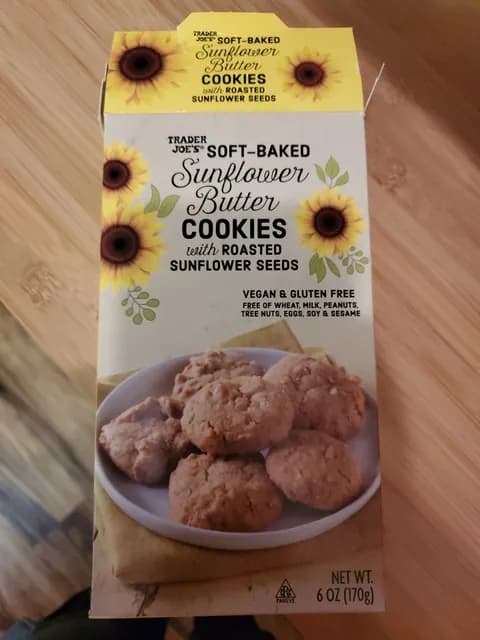 TRADER
JOE'S® SOFT-BAKED
Sunflower
Butter
COOKIES
with ROASTED
SUNFLOWER SEEDS
TRADER
JOE'S® SOFT-BAKED
Sunflower
Butter
COOKIES
with ROASTED
SUNFLOWER SEEDS
VEGAN & GLUTEN FREE
FREE OF WHEAT, MILK, PEANUTS,
TREE NUTS, EGGS, SOY & SESAME
PAREVE
NET WT.
6 OZ (170g)